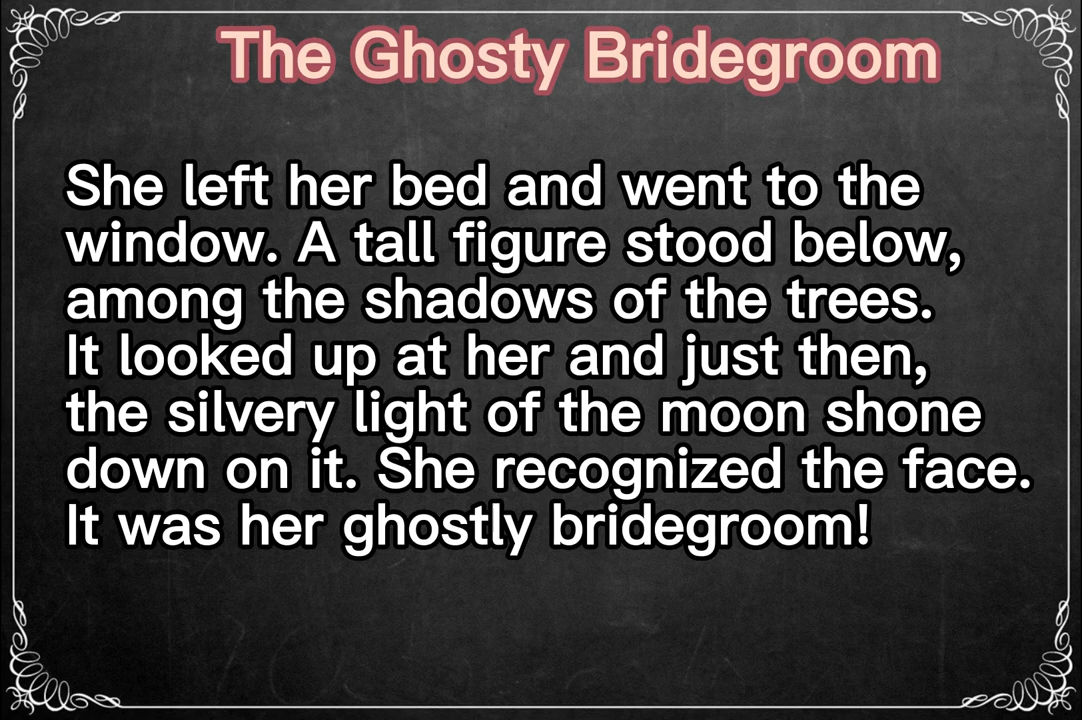 The Ghosty Bridegroom
She left her bed and went to the
window. A tall figure stood below,
among the shadows of the trees.
It looked up at her and just then,
the silvery light of the moon shone
down on it. She recognized the face.
It was her ghostly bridegroom!